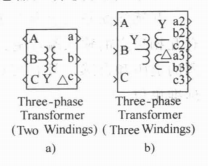 A a
B b
C Y △ c
Three-phase
Transformer
(Two Windings)
a)
A Y a2
b2
B Y c2
△ a3
b3
C c3
Three-phase
Transformer
(Three Windings)
b)